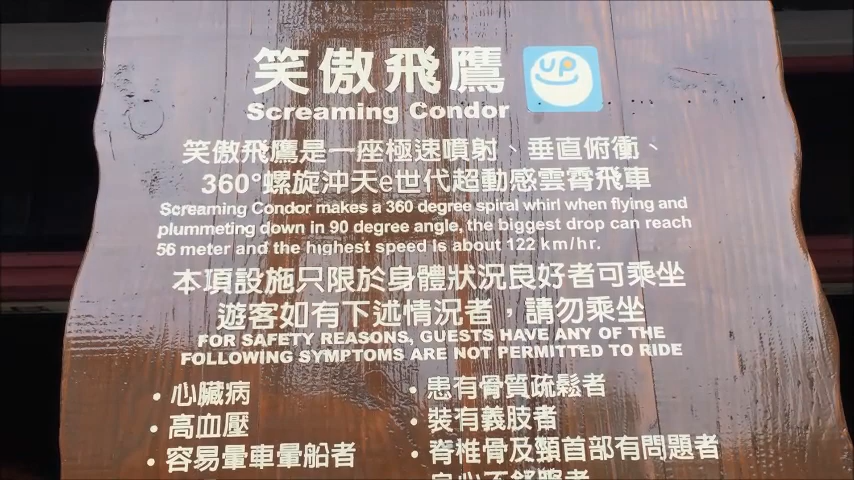 笑傲飛鷹
UP
Screaming Condor
笑傲飛鷹是一座極速噴射、垂直俯衝、
360°螺旋沖天e世代超動感雲霄飛車
Screaming Condor makes a 360 degree spiral whirl when flying and
plummeting down in 90 degree angle, the biggest drop can reach
56 meter and the highest speed is about 122 km/hr.
本項設施只限於身體狀況良好者可乘坐
遊客如有下述情況者，請勿乘坐
FOR SAFETY REASONS, GUESTS HAVE ANY OF THE
FOLLOWING SYMPTOMS ARE NOT PERMITTED TO RIDE
•心臟病
•高血壓
•容易暈車暈船者
•患有骨質疏鬆者
•裝有義肢者
•脊椎骨及頸首部有問題者